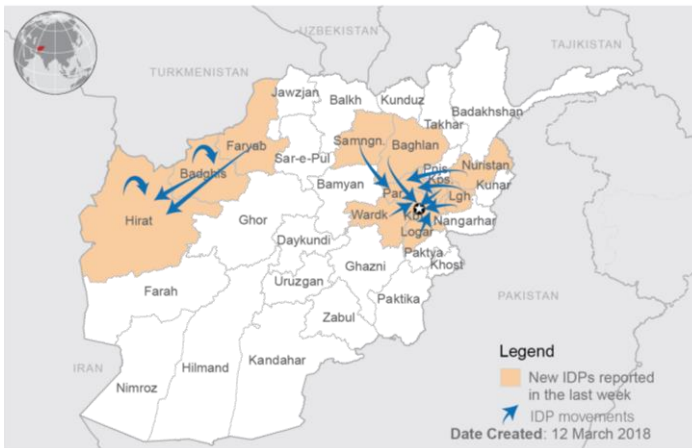 UZBEKISTAN
TAJIKISTAN
TURKMENISTAN
Jawzjan
Balkh
Kunduz
Badakhshan
Takhar
Faryab
Samngn
Baghlan
Sar-e-Pul
Badghis
Pnjs.
Nuristan
Kps.
Kunar
Bamyan
Par
Lgh.
Hirat
Wardk
Kbl
Nangarhar
Ghor
Logar
Daykundi
Paktya
Khost
Ghazni
Uruzgan
Farah
Paktika
PAKISTAN
Zabul
IRAN
Hilmand
Kandahar
Nimroz
Legend
New IDPs reported
in the last week
IDP movements
Date Created: 12 March 2018